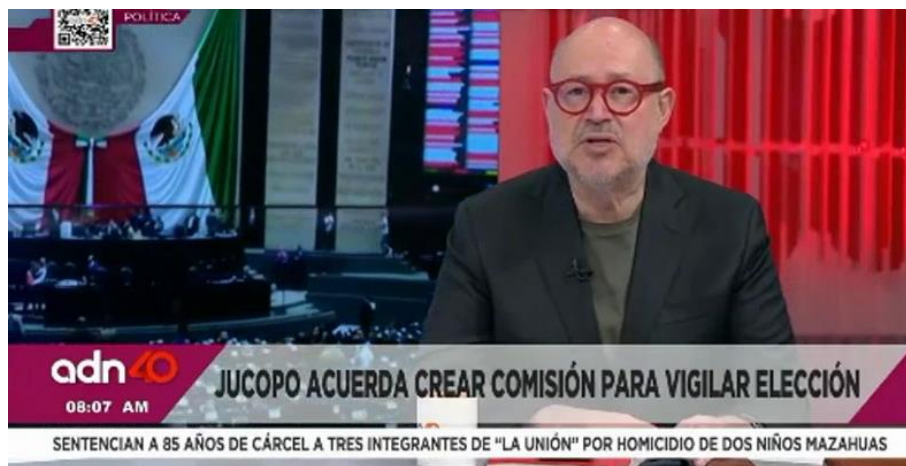 POLÍTICA
adn40
08:07 AM
JUCOPO ACUERDA CREAR COMISIÓN PARA VIGILAR ELECCIÓN
SENTENCIAN A 85 AÑOS DE CÁRCEL A TRES INTEGRANTES DE “LA UNIÓN” POR HOMICIDIO DE DOS NIÑOS MAZAHUAS